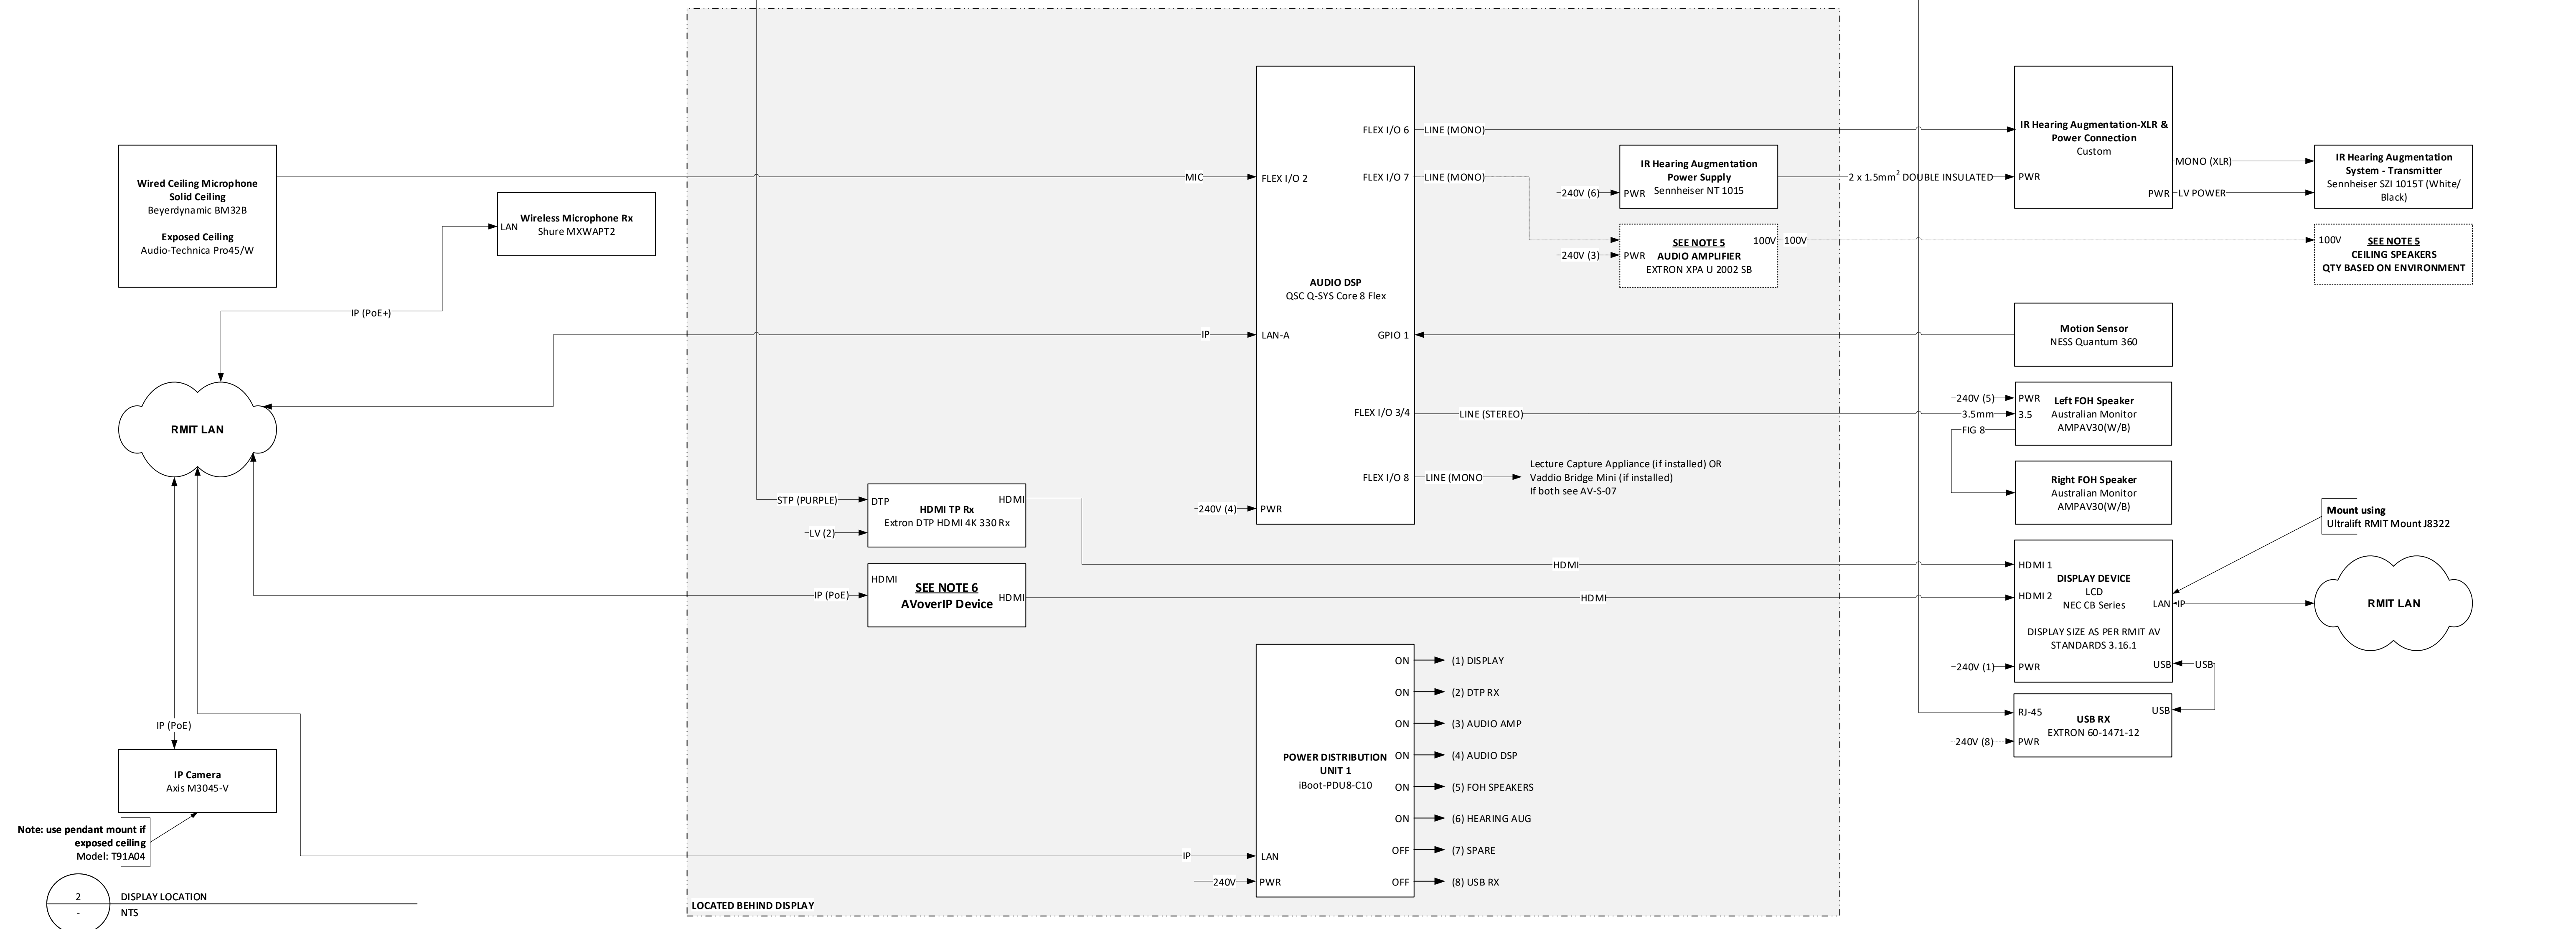 Wired Ceiling Microphone
Solid Ceiling
Beyerdynamic BM32B
Exposed Ceiling
Audio-Technica Pro45/W
LAN
Wireless Microphone Rx
Shure MXWAPT2
IP (PoE+)
RMIT LAN
IP (PoE)
IP Camera
Axis M3045-V
Note: use pendant mount if
exposed ceiling
Model: T91A04
2
-
DISPLAY LOCATION
NTS
LOCATED BEHIND DISPLAY
MIC
IP
STP (PURPLE)
LV (2)
DTP
HDMI
HDMI TP Rx
Extron DTP HDMI 4K 330 Rx
IP (PoE)
HDMI
SEE NOTE 6
AVoverIP Device
HDMI
FLEX I/O 2
LAN-A
240V (4)
PWR
AUDIO DSP
QSC Q-SYS Core 8 Flex
FLEX I/O 6
FLEX I/O 7
GPIO 1
FLEX I/O 3/4
FLEX I/O 8
LINE (MONO)
LINE (MONO)
LINE (STEREO)
LINE (MONO
Lecture Capture Appliance (if installed) OR
Vaddio Bridge Mini (if installed)
If both see AV-S-07
HDMI
HDMI
IP
LAN
240V
PWR
POWER DISTRIBUTION
UNIT 1
iBoot-PDU8-C10
ON (1) DISPLAY
ON (2) DTP RX
ON (3) AUDIO AMP
ON (4) AUDIO DSP
ON (5) FOH SPEAKERS
ON (6) HEARING AUG
OFF (7) SPARE
OFF (8) USB RX
IR Hearing Augmentation
Power Supply
Sennheiser NT 1015
240V (6)
PWR
SEE NOTE 5
AUDIO AMPLIFIER
EXTRON XPA U 2002 SB
240V (3)
PWR
100V
100V
2 x 1.5mm² DOUBLE INSULATED
IR Hearing Augmentation-XLR &
Power Connection
Custom
PWR
MONO (XLR)
PWR
LV POWER
IR Hearing Augmentation
System - Transmitter
Sennheiser SZI 1015T (White/
Black)
100V
SEE NOTE 5
CEILING SPEAKERS
QTY BASED ON ENVIRONMENT
Motion Sensor
NESS Quantum 360
240V (5)
PWR
3.5mm
3.5
FIG 8
Left FOH Speaker
Australian Monitor
AMPAV30(W/B)
Right FOH Speaker
Australian Monitor
AMPAV30(W/B)
Mount using
Ultralift RMIT Mount J8322
HDMI 1
HDMI 2
DISPLAY DEVICE
LCD
NEC CB Series
DISPLAY SIZE AS PER RMIT AV
STANDARDS 3.16.1
LAN
IP
RMIT LAN
240V (1)
PWR
USB
USB
RJ-45
USB
USB RX
EXTRON 60-1471-12
240V (8)
PWR